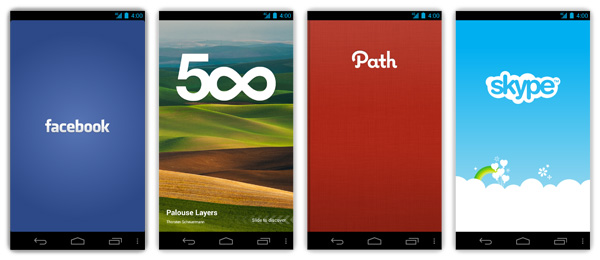 4:00
facebook
4:00
500
Palouse Layers
Slide to discover
4:00
Path
4:00
skype